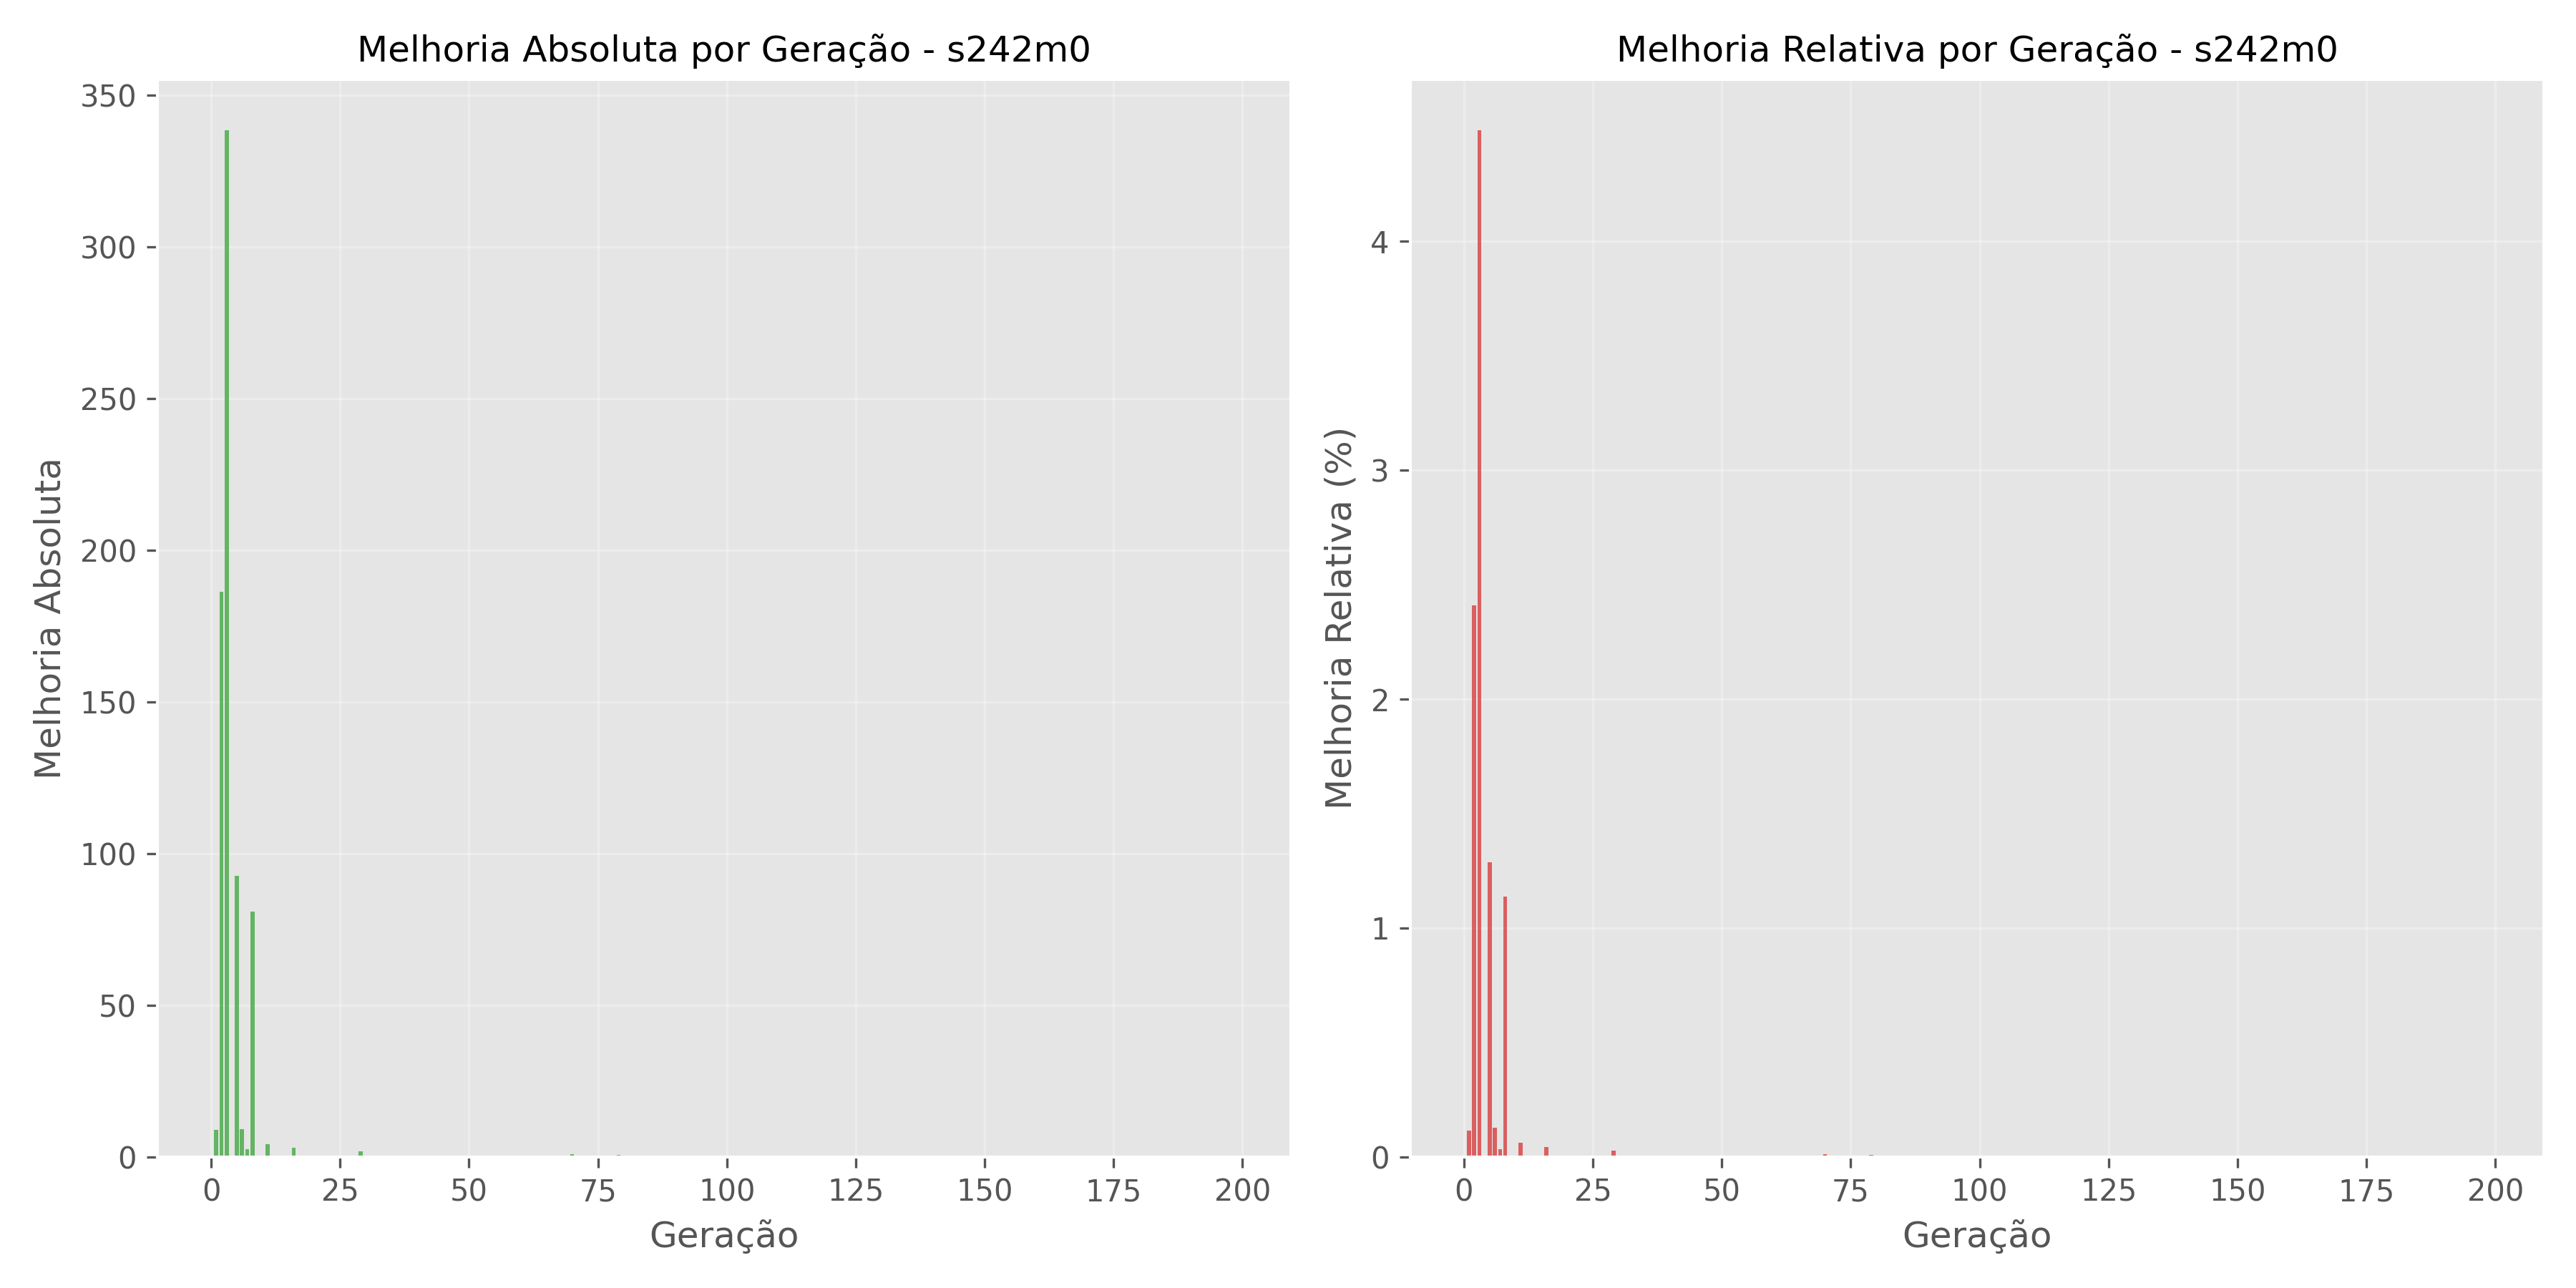 Melhoria Absoluta por Geração - s242m0
350
300
250
200
150
100
50
0
Melhoria Absoluta
0 25 50 75 100 125 150 175 200
Geração
Melhoria Relativa por Geração - s242m0
4
3
2
1
0
Melhoria Relativa (%)
0 25 50 75 100 125 150 175 200
Geração